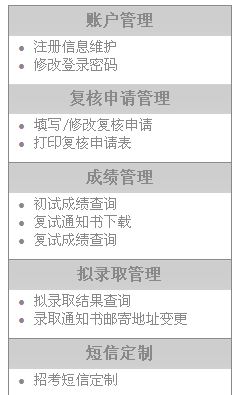 账户管理
注册信息维护
修改登录密码
复核申请管理
填写/修改复核申请
打印复核申请表
成绩管理
初试成绩查询
复试通知书下载
复试成绩查询
拟录取管理
拟录取结果查询
录取通知书邮寄地址变更
短信定制
招考短信定制